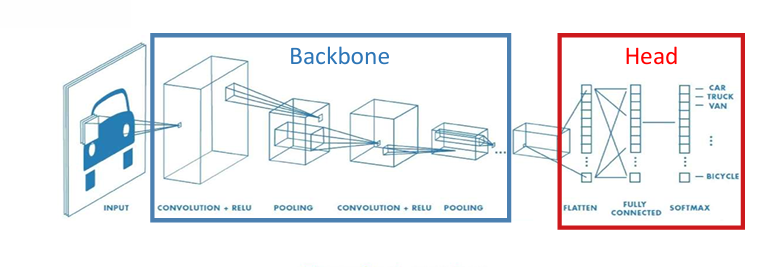 Backbone
Head
CAR
TRUCK
VAN
BICYCLE
INPUT
CONVOLUTION + RELU
POOLING
CONVOLUTION + RELU
POOLING
FLATTEN
FULLY
CONNECTED
SOFTMAX